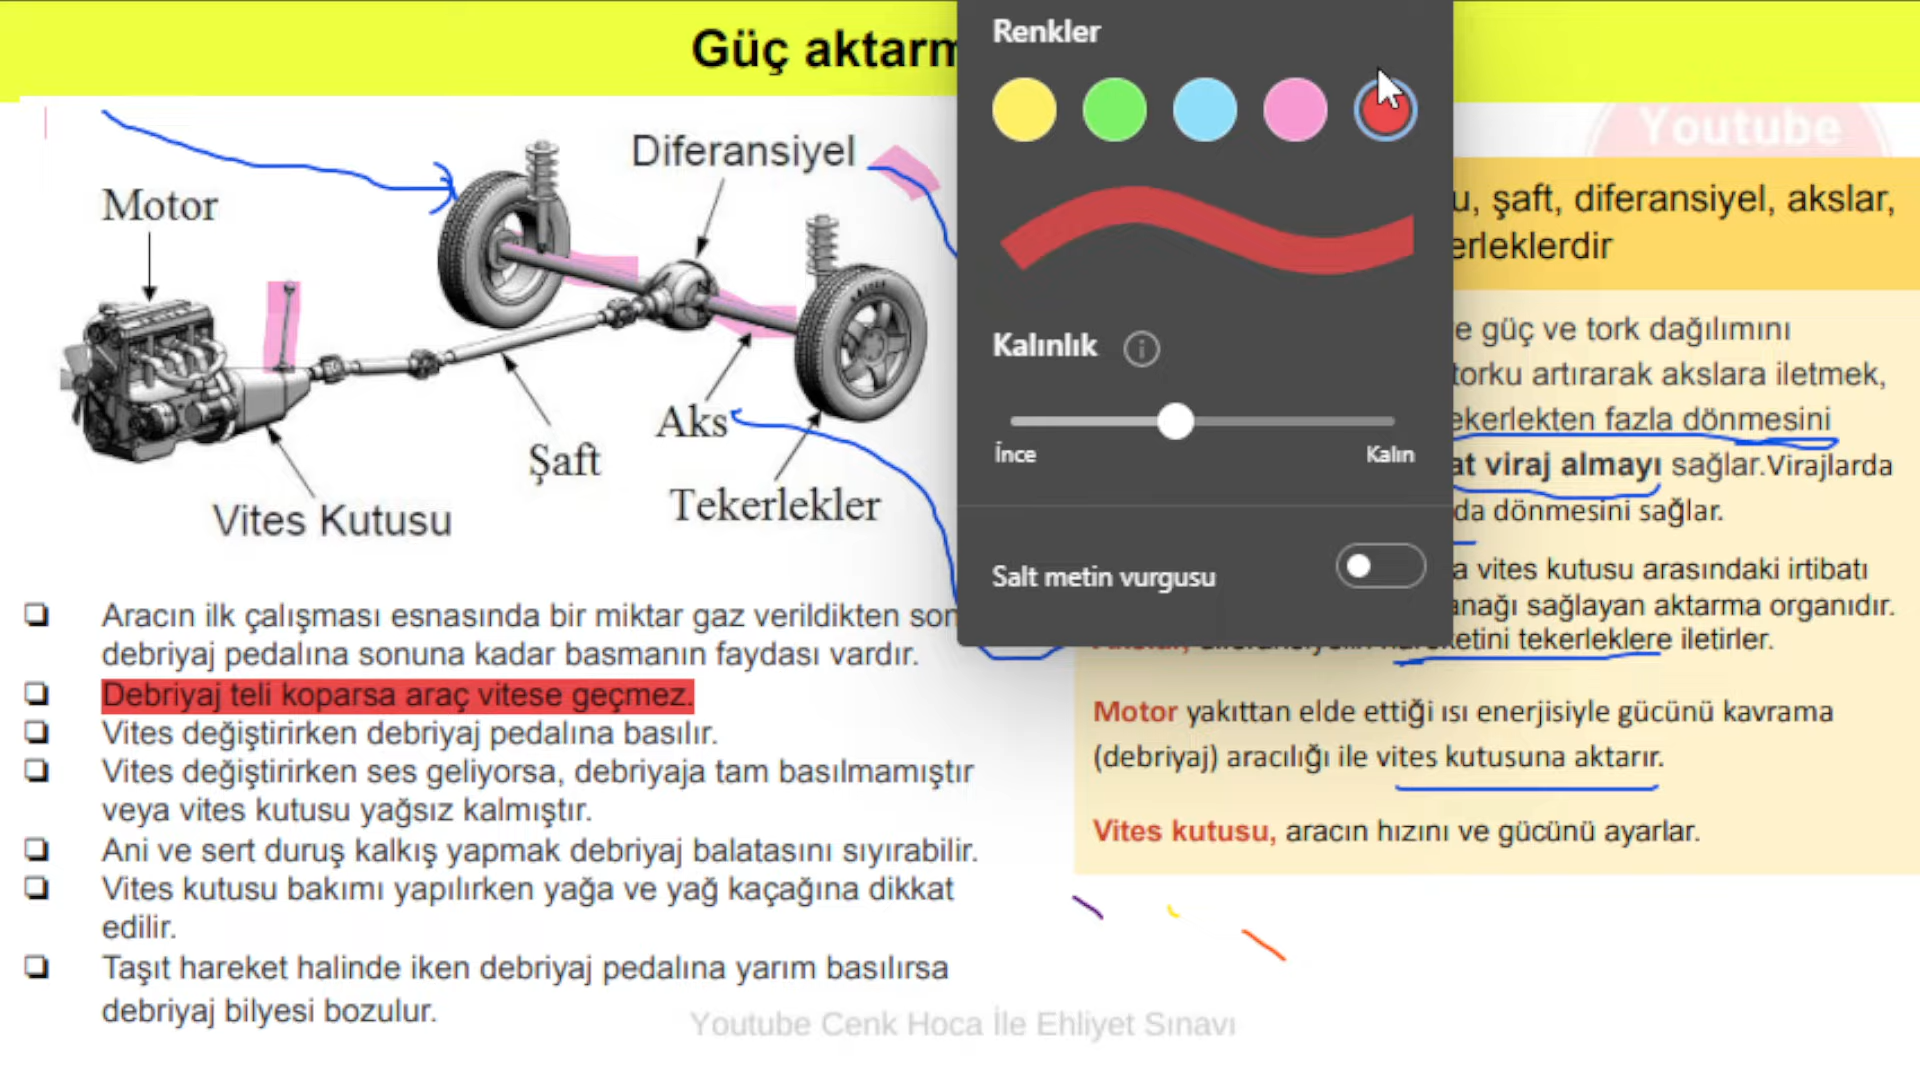 Güç aktarm
Renkler
Youtube
Diferansiyel
Motor
Aks
Şaft
Tekerlekler
Vites Kutusu
Kalınlık
İnce
Kalın
Salt metin vurgusu
u, şaft, diferansiyel, akslar,
erleklerdir
e güç ve tork dağılımını
torku artırarak akslara iletmek,
ekerlekten fazla dönmesini
at viraj almayı sağlar.Virajlarda
da dönmesini sağlar.
a vites kutusu arasındaki irtibatı
anağı sağlayan aktarma organıdır.
hareketini tekerleklere iletirler.
Motor yakıttan elde ettiği ısı enerjisiyle gücünü kavrama
(debriyaj) aracılığı ile vites kutusuna aktarır.
Vites kutusu, aracın hızını ve gücünü ayarlar.
❏ Aracın ilk çalışması esnasında bir miktar gaz verildikten son
debriyaj pedalına sonuna kadar basmanın faydası vardır.
❏ Debriyaj teli koparsa araç vitese geçmez.
❏ Vites değiştirirken debriyaj pedalına basılır.
❏ Vites değiştirirken ses geliyorsa, debriyaja tam basılmamıştır
veya vites kutusu yağsız kalmıştır.
❏ Ani ve sert duruş kalkış yapmak debriyaj balatasını sıyırabilir.
❏ Vites kutusu bakımı yapılırken yağa ve yağ kaçağına dikkat
edilir.
❏ Taşıt hareket halinde iken debriyaj pedalına yarım basılırsa
debriyaj bilyesi bozulur.
Youtube Cenk Hoca İle Ehliyet Sınavı